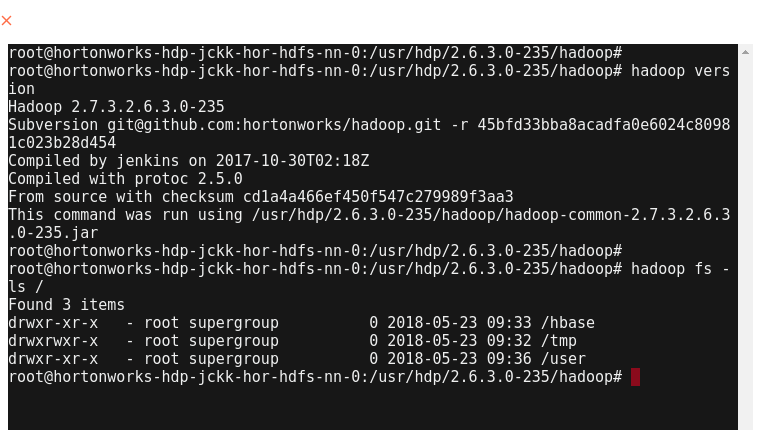 root@hortonworks-hdp-jckk-hor-hdfs-nn-0:/usr/hdp/2.6.3.0-235/hadoop#
root@hortonworks-hdp-jckk-hor-hdfs-nn-0:/usr/hdp/2.6.3.0-235/hadoop# hadoop vers
ion
Hadoop 2.7.3.2.6.3.0-235
Subversion git@github.com:hortonworks/hadoop.git -r 45bfd33bba8acadfa0e6024c8098
1c023b28d454
Compiled by jenkins on 2017-10-30T02:18Z
Compiled with protoc 2.5.0
From source with checksum cd1a4a466ef450f547c279989f3aa3
This command was run using /usr/hdp/2.6.3.0-235/hadoop/hadoop-common-2.7.3.2.6.3
.0-235.jar
root@hortonworks-hdp-jckk-hor-hdfs-nn-0:/usr/hdp/2.6.3.0-235/hadoop#
root@hortonworks-hdp-jckk-hor-hdfs-nn-0:/usr/hdp/2.6.3.0-235/hadoop# hadoop fs -
ls /
Found 3 items
drwxr-xr-x   - root supergroup          0 2018-05-23 09:33 /hbase
drwxrwxr-x   - root supergroup          0 2018-05-23 09:32 /tmp
drwxr-xr-x   - root supergroup          0 2018-05-23 09:36 /user
root@hortonworks-hdp-jckk-hor-hdfs-nn-0:/usr/hdp/2.6.3.0-235/hadoop#